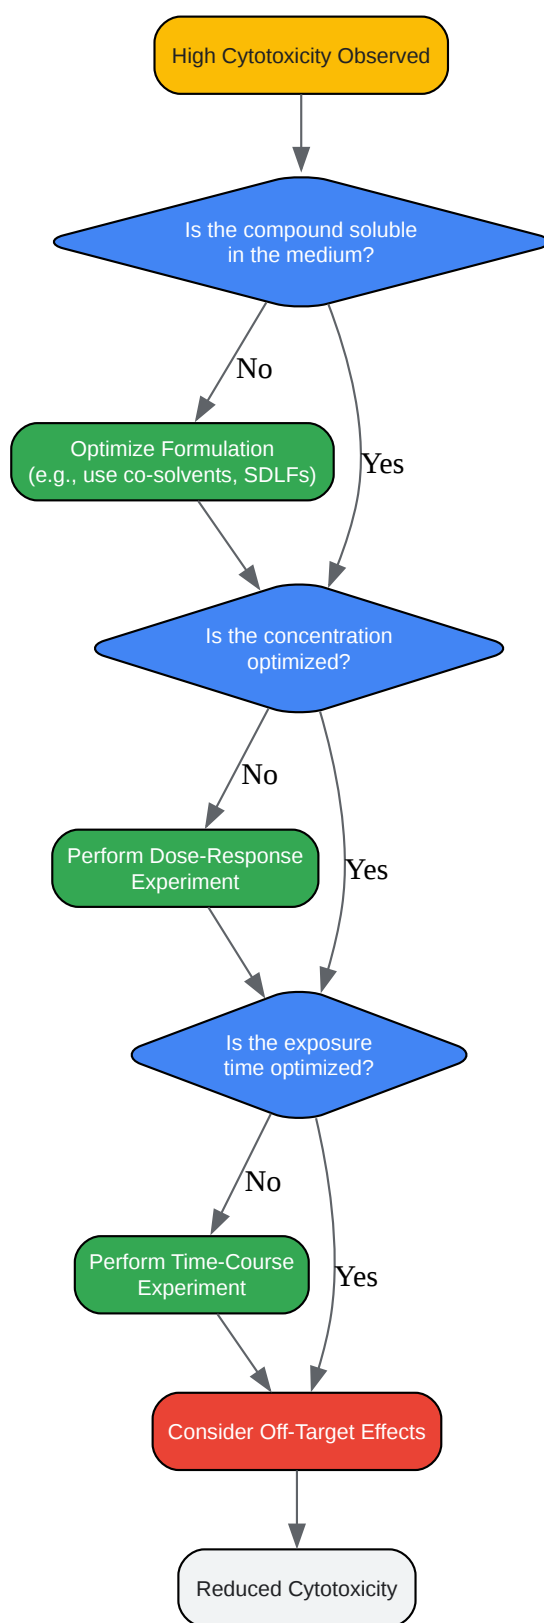 High Cytotoxicity Observed
Is the compound soluble
in the medium?
No
Optimize Formulation
(e.g., use co-solvents, SDLFs)
Yes
Is the concentration
optimized?
No
Perform Dose-Response
Experiment
Yes
Is the exposure
time optimized?
No
Perform Time-Course
Experiment
Yes
Consider Off-Target Effects
Reduced Cytotoxicity